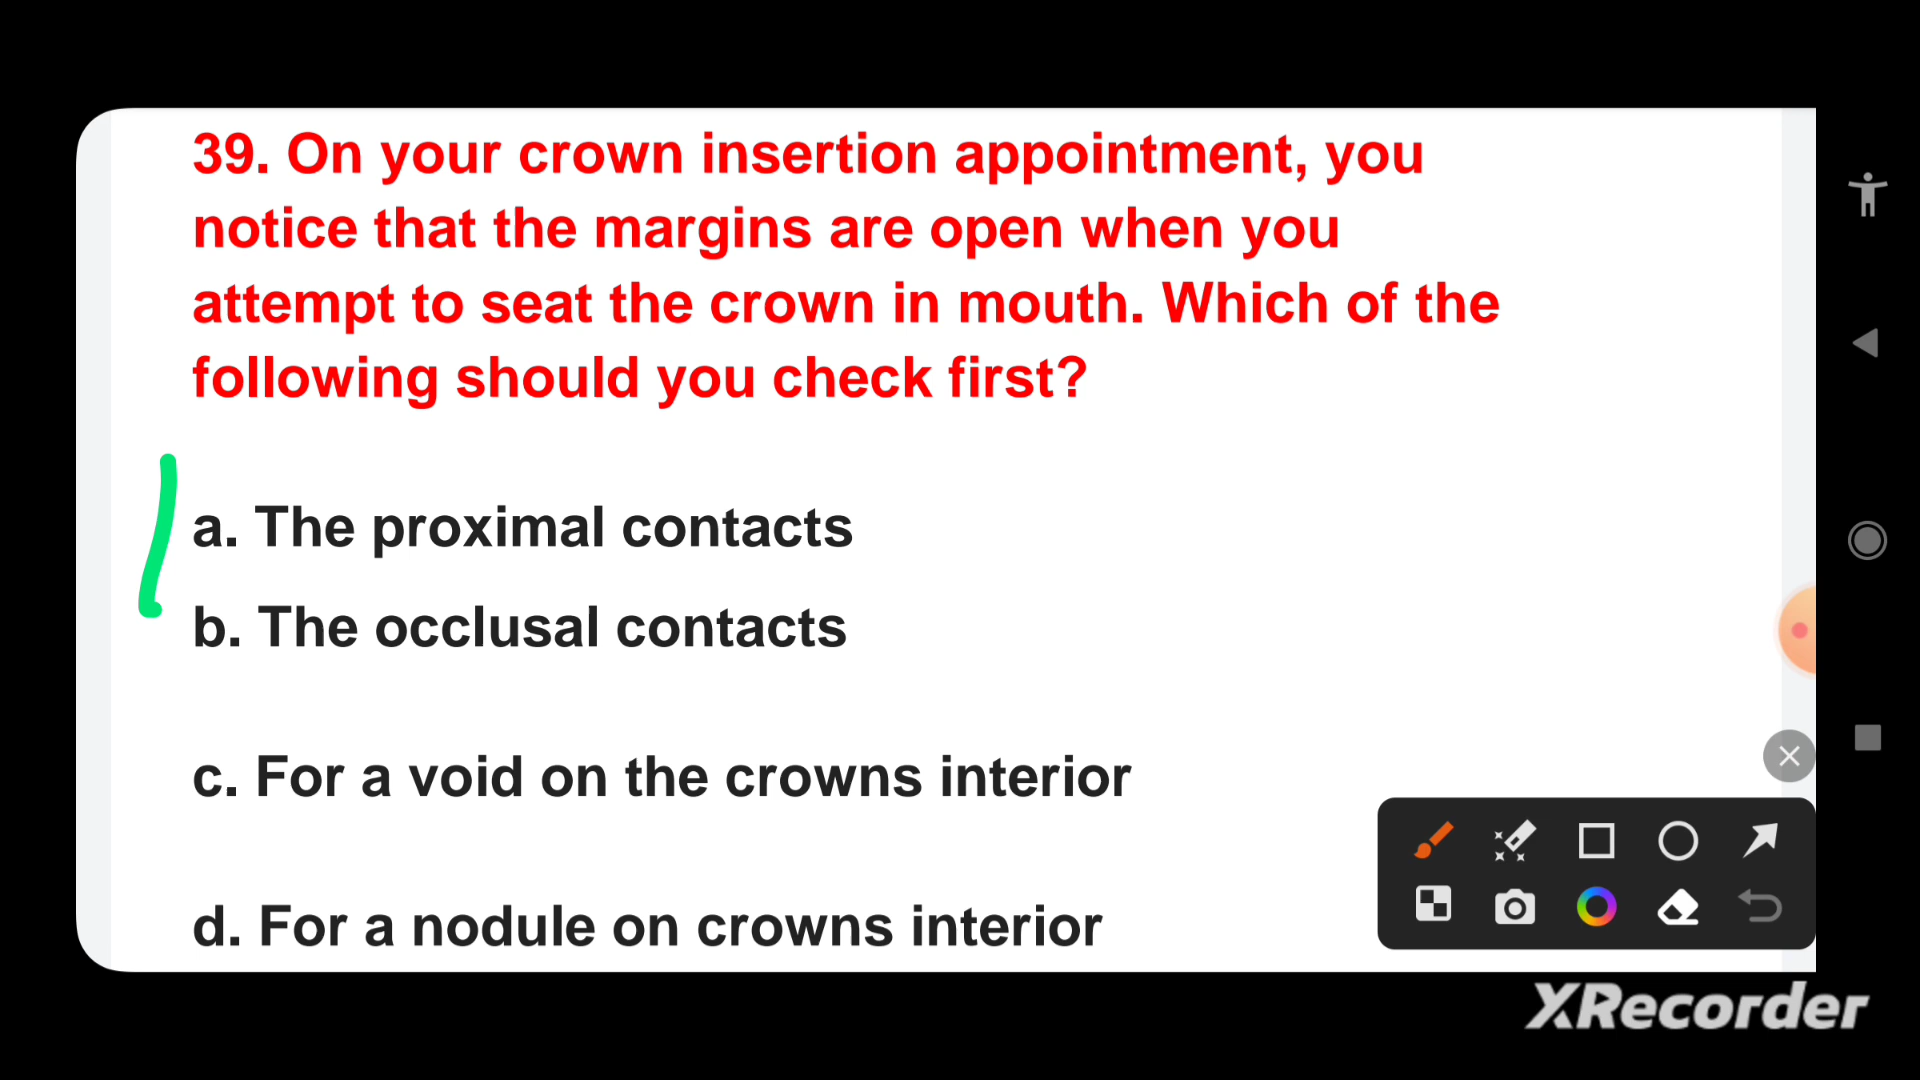 39. On your crown insertion appointment, you
notice that the margins are open when you
attempt to seat the crown in mouth. Which of the
following should you check first?
a. The proximal contacts
b. The occlusal contacts
c. For a void on the crowns interior
d. For a nodule on crowns interior
XRecorder